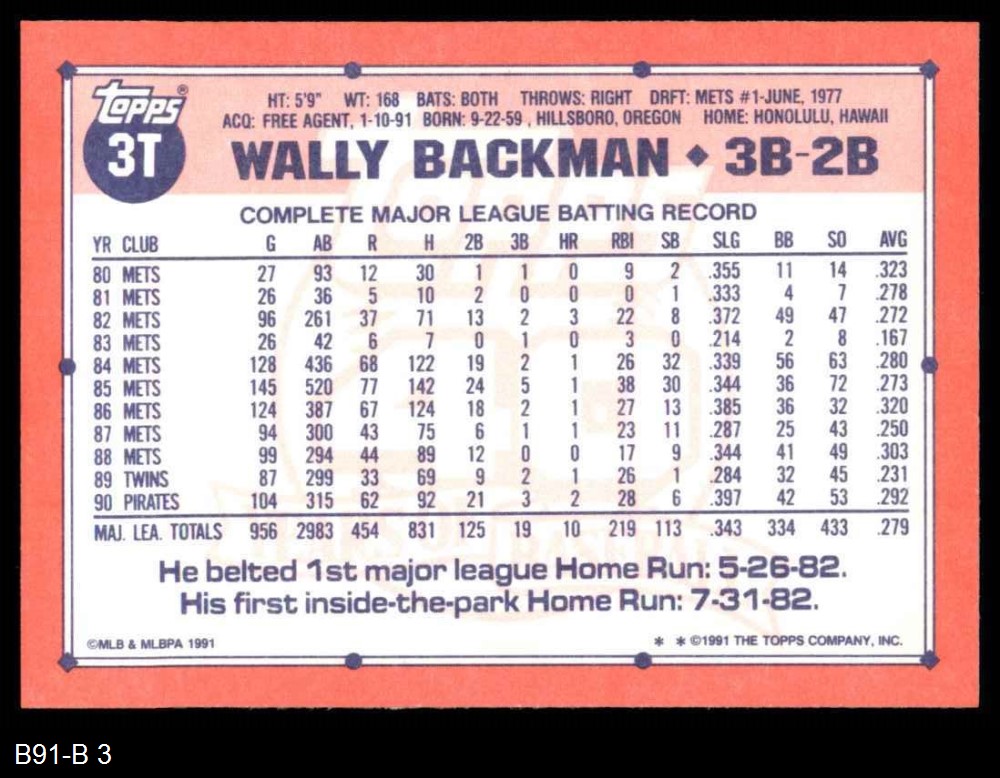 Topps®
3T
HT: 5'9" WT: 168 BATS: BOTH THROWS: RIGHT DRFT: METS #1-JUNE, 1977
ACQ: FREE AGENT, 1-10-91 BORN: 9-22-59, HILLSBORO, OREGON HOME: HONOLULU, HAWAII
WALLY BACKMAN ◆ 3B-2B
COMPLETE MAJOR LEAGUE BATTING RECORD
YR CLUB G AB R H 2B 3B HR RBI SB SLG BB SO AVG
80 METS 27 93 12 30 1 1 0 9 2 .355 11 14 .323
81 METS 26 36 5 10 2 0 0 0 1 .333 4 7 .278
82 METS 96 261 37 71 13 2 3 22 8 .372 49 47 .272
83 METS 26 42 6 7 0 1 0 3 0 .214 2 8 .167
84 METS 128 436 68 122 19 2 1 26 32 .339 56 63 .280
85 METS 145 520 77 142 24 5 1 38 30 .344 36 72 .273
86 METS 124 387 67 124 18 2 1 27 13 .385 36 32 .320
87 METS 94 300 43 75 6 1 1 23 11 .287 25 43 .250
88 METS 99 294 44 89 12 0 0 17 9 .344 41 49 .303
89 TWINS 87 299 33 69 9 2 1 26 1 .284 32 45 .231
90 PIRATES 104 315 62 92 21 3 2 28 6 .397 42 53 .292
MAJ. LEA. TOTALS 956 2983 454 831 125 19 10 219 113 .343 334 433 .279
He belted 1st major league Home Run: 5-26-82.
His first inside-the-park Home Run: 7-31-82.
©MLB & MLBPA 1991
* * ©1991 THE TOPPS COMPANY, INC.
B91-B 3